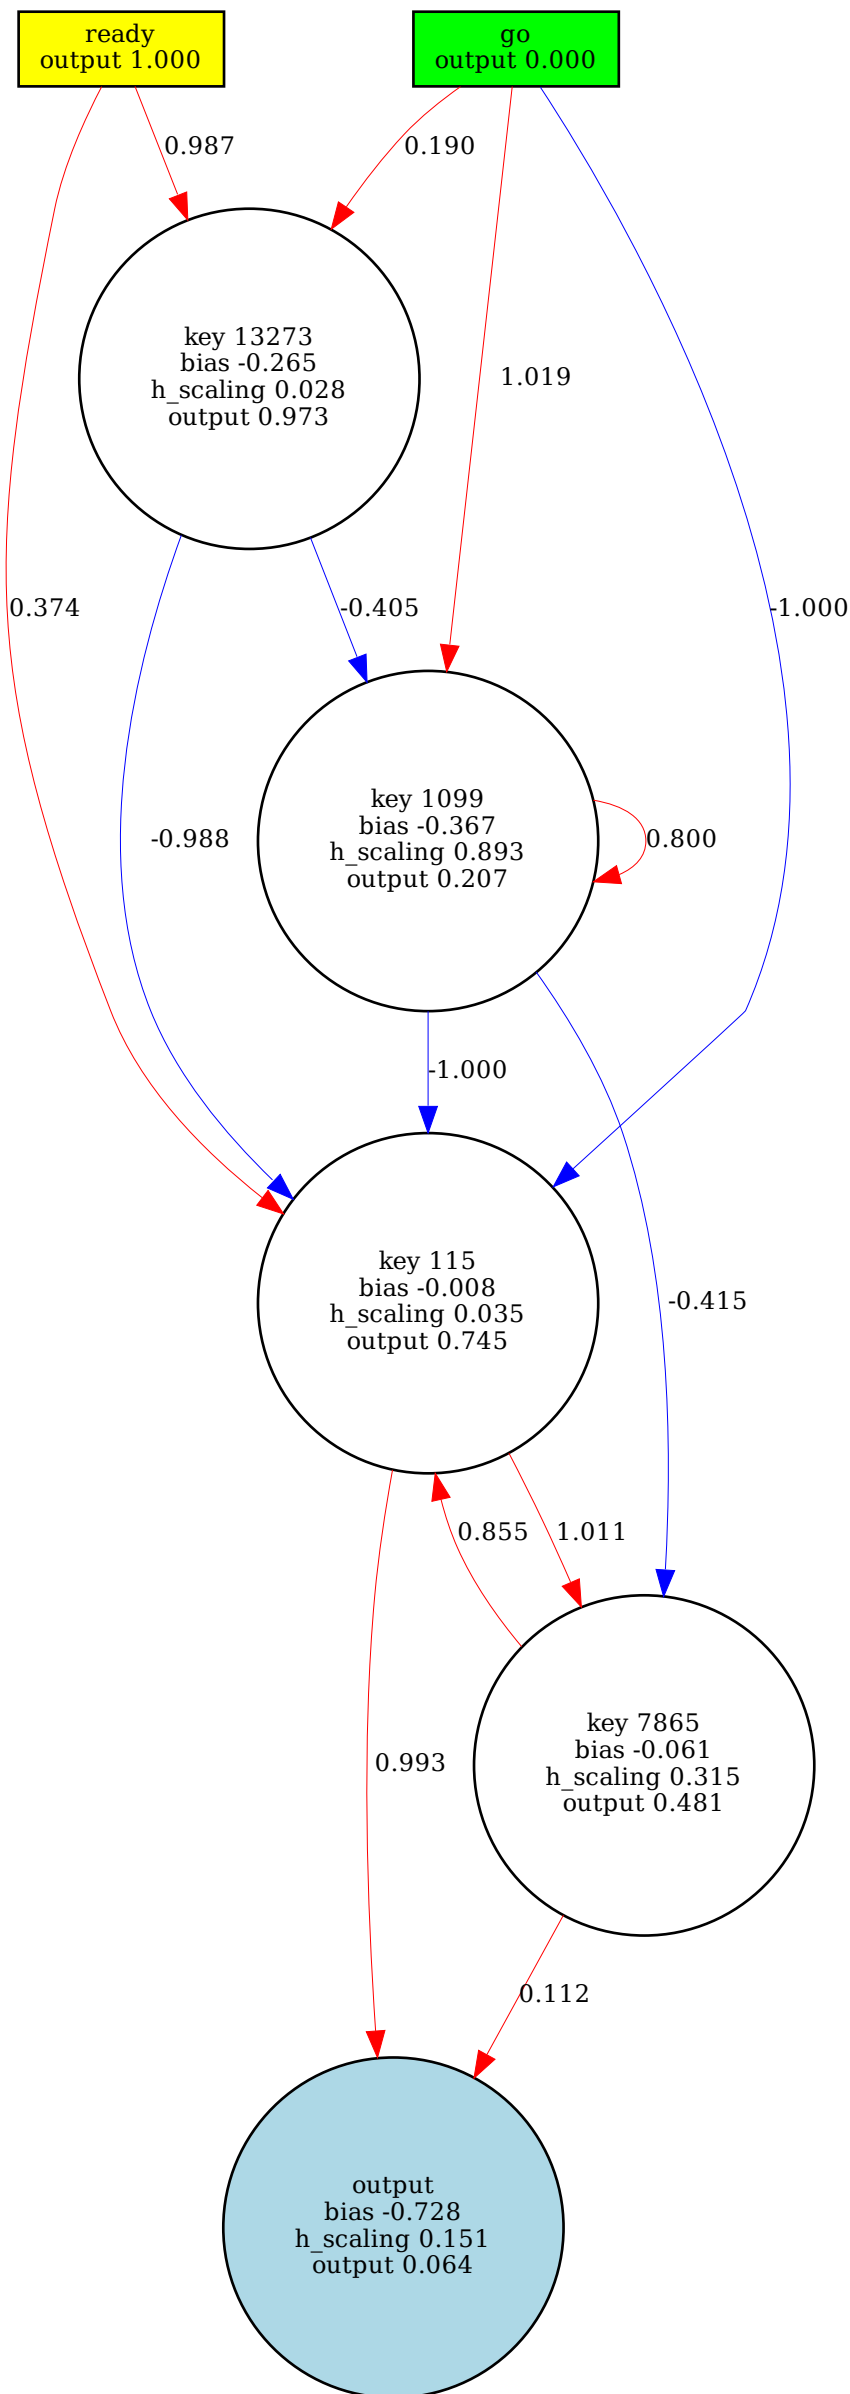 ready
output 1.000
go
output 0.000
0.987
0.190
key 13273
bias -0.265
h_scaling 0.028
output 0.973
1.019
0.374
-0.405
-1.000
key 1099
bias -0.367
h_scaling 0.893
output 0.207
-0.988
0.800
-1.000
key 115
bias -0.008
h_scaling 0.035
output 0.745
-0.415
0.855
1.011
key 7865
bias -0.061
h_scaling 0.315
output 0.481
0.993
0.112
output
bias -0.728
h_scaling 0.151
output 0.064